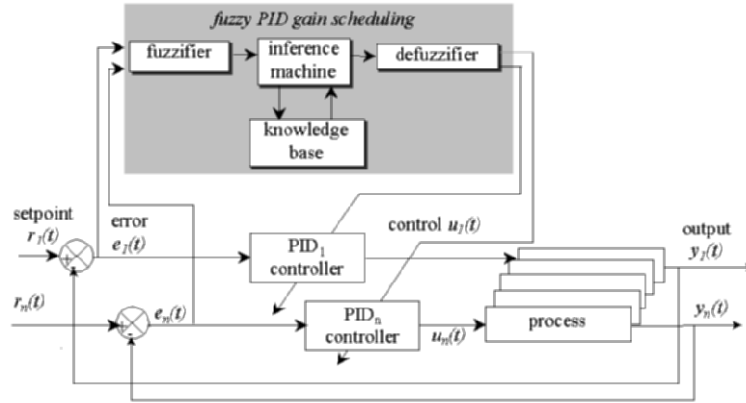 fuzzy PID gain scheduling
fuzzifier
inference
machine
defuzzifier
knowledge
base
setpoint
r1(t)
error
e1(t)
+
-
PID1
controller
control u1(t)
output
y1(t)
rn(t)
+
-
en(t)
PIDn
controller
un(t)
process
yn(t)